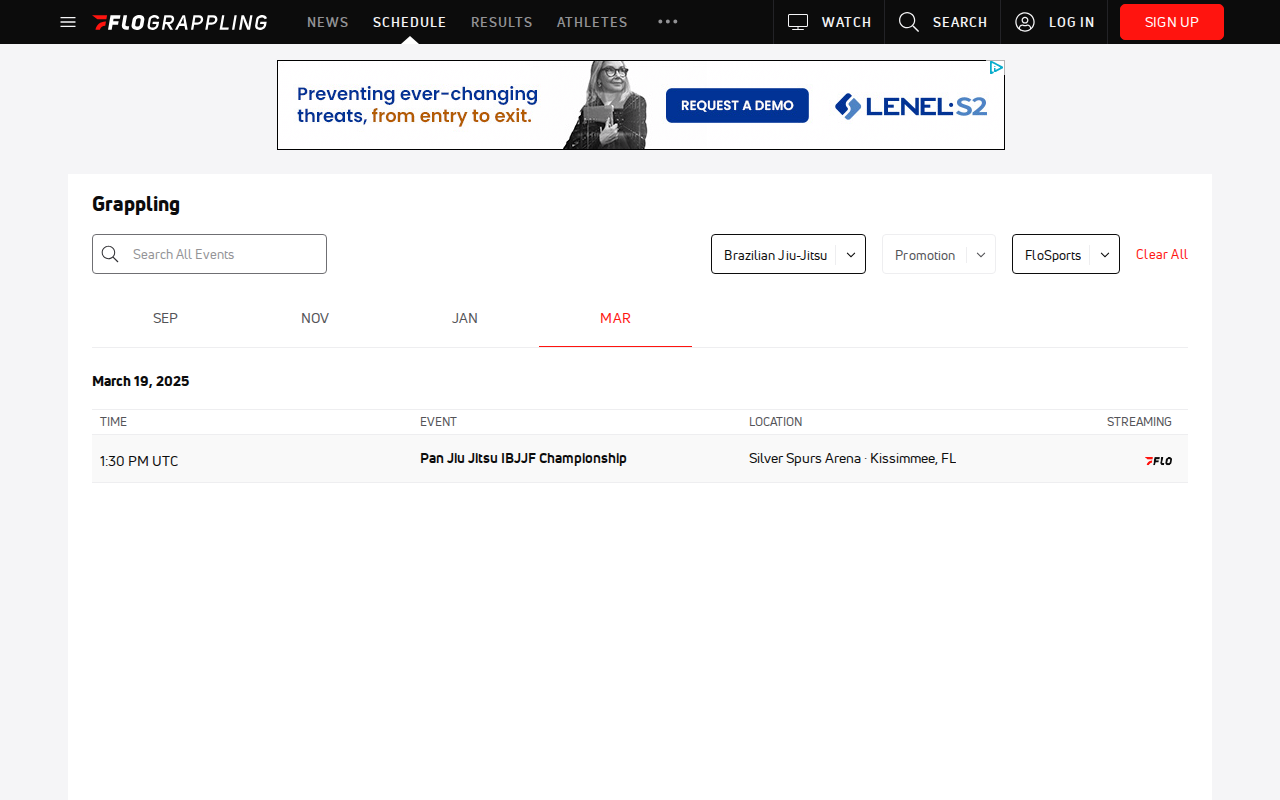 FLOGRAPPLING NEWS SCHEDULE RESULTS ATHLETES WATCH SEARCH LOG IN SIGN UP
Preventing ever-changing
threats, from entry to exit.
REQUEST A DEMO
LENEL·S2
Grappling
Search All Events
Brazilian Jiu-Jitsu
Promotion
FloSports
Clear All
SEP NOV JAN MAR
March 19, 2025
TIME EVENT LOCATION STREAMING
1:30 PM UTC Pan Jiu Jitsu IBJJF Championship Silver Spurs Arena · Kissimmee, FL FLO